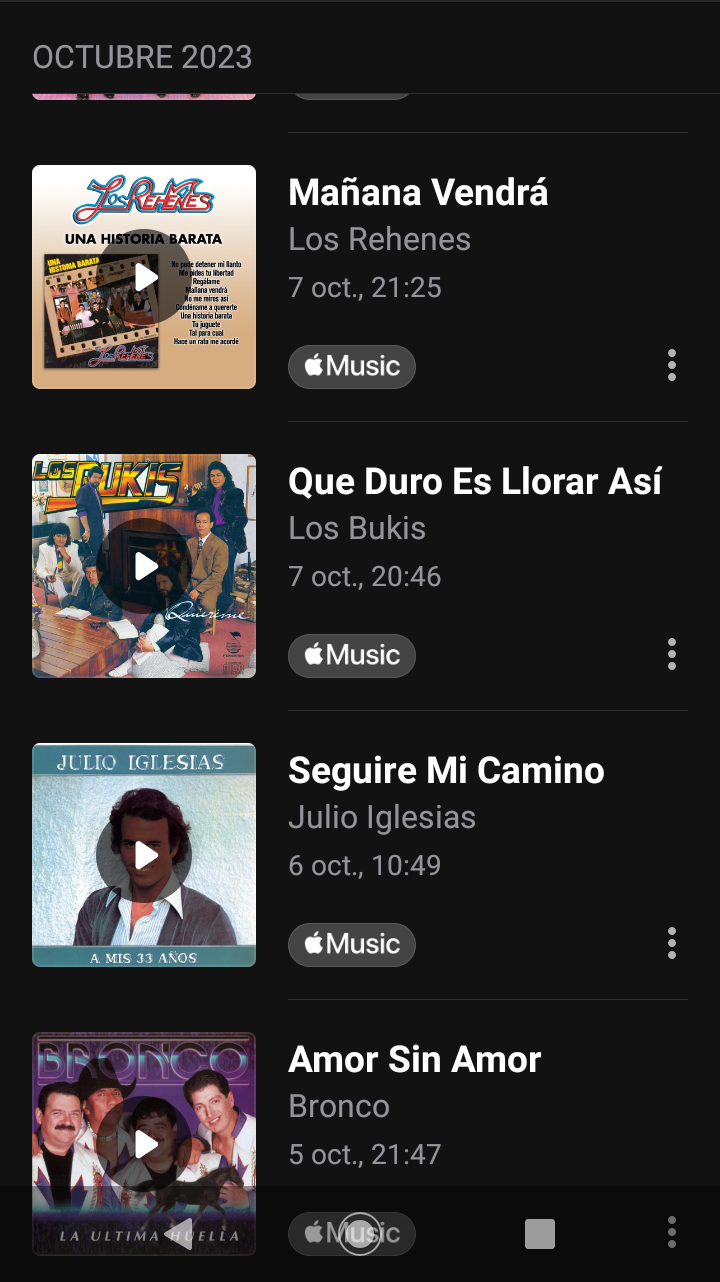 OCTUBRE 2023
LOS REHENES
UNA HISTORIA BARATA
UNA
HISTORIA BARATA
No pude detener mi llanto
Me pides tu libertad
Regálame
Mañana vendrá
No me mires así
Condéname a quererte
Una historia barata
Tu juguete
Tal para cual
Hace un rato me acordé
LOS REHENES
Mañana Vendrá
Los Rehenes
7 oct., 21:25
Music
LOS BUKIS
Quiéreme
Que Duro Es Llorar Así
Los Bukis
7 oct., 20:46
Music
JULIO IGLESIAS
A MIS 33 AÑOS
Seguire Mi Camino
Julio Iglesias
6 oct., 10:49
Music
BRONCO
LA ULTIMA HUELLA
Amor Sin Amor
Bronco
5 oct., 21:47
Music